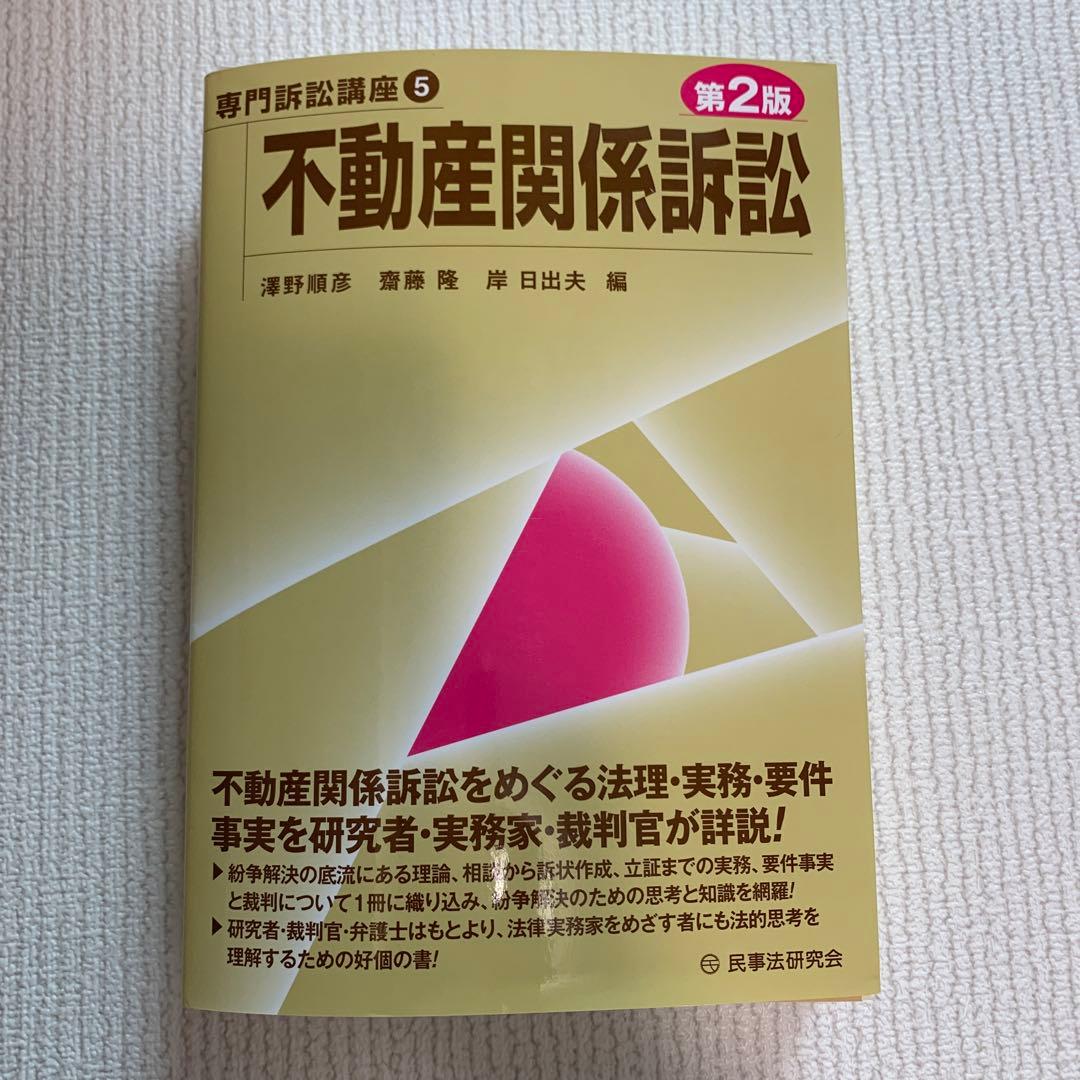 専門訴訟講座❺
第2版
不動産関係訴訟
澤野順彦 齋藤 隆 岸 日出夫 編
不動産関係訴訟をめぐる法理・実務・要件
事実を研究者・実務家・裁判官が詳説!
▶紛争解決の底流にある理論、相談から訴状作成、立証までの実務、要件事実
と裁判について1冊に織り込み、紛争解決のための思考と知識を網羅!
▶研究者・裁判官・弁護士はもとより、法律実務家をめざす者にも法的思考を
理解するための好個の書!
民事法研究会